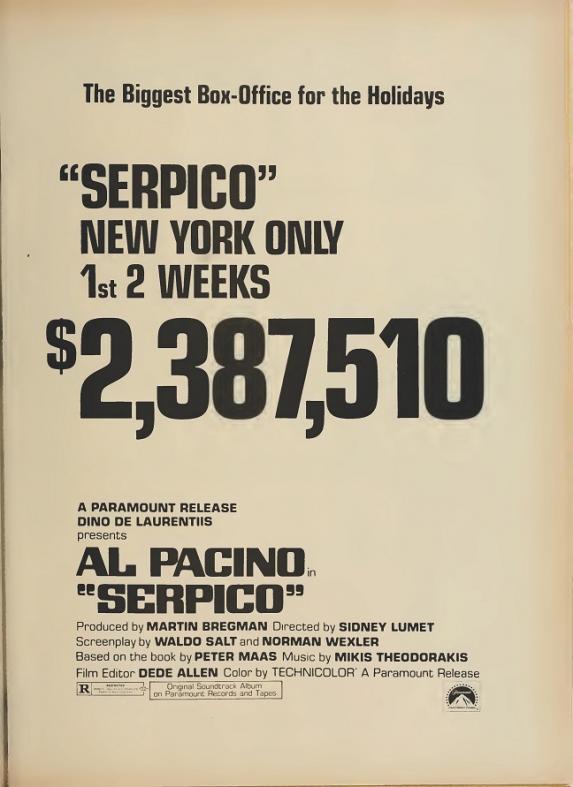 The Biggest Box-Office for the Holidays
“SERPICO”
NEW YORK ONLY
1st 2 WEEKS
$2,387,510
A PARAMOUNT RELEASE
DINO DE LAURENTIIS
presents
AL PACINO in
“SERPICO”
Produced by MARTIN BREGMAN Directed by SIDNEY LUMET
Screenplay by WALDO SALT and NORMAN WEXLER
Based on the book by PETER MAAS Music by MIKIS THEODORAKIS
Film Editor DEDE ALLEN Color by TECHNICOLOR® A Paramount Release
R RESTRICTED
Original Soundtrack Album
on Paramount Records and Tapes
Paramount